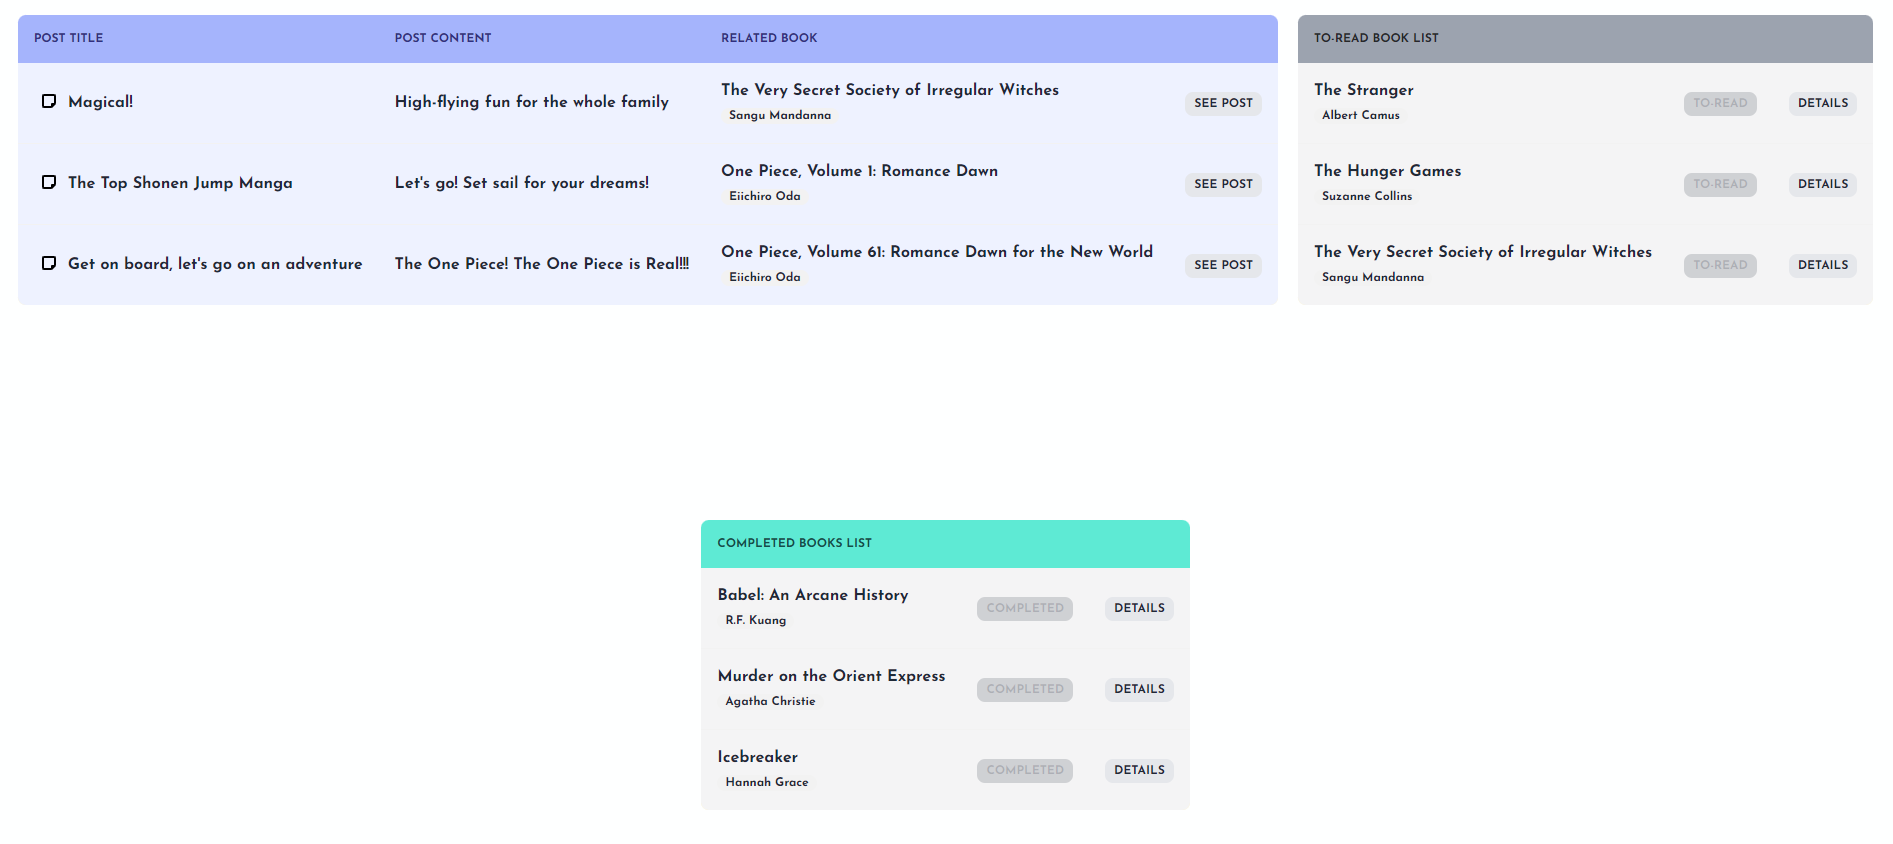 POST TITLE POST CONTENT RELATED BOOK
Magical! High-flying fun for the whole family The Very Secret Society of Irregular Witches
Sangu Mandanna
SEE POST
The Top Shonen Jump Manga Let's go! Set sail for your dreams! One Piece, Volume 1: Romance Dawn
Eiichiro Oda
SEE POST
Get on board, let's go on an adventure The One Piece! The One Piece is Real!!! One Piece, Volume 61: Romance Dawn for the New World
Eiichiro Oda
SEE POST
TO-READ BOOK LIST
The Stranger
Albert Camus
TO-READ DETAILS
The Hunger Games
Suzanne Collins
TO-READ DETAILS
The Very Secret Society of Irregular Witches
Sangu Mandanna
TO-READ DETAILS
COMPLETED BOOKS LIST
Babel: An Arcane History
R.F. Kuang
COMPLETED DETAILS
Murder on the Orient Express
Agatha Christie
COMPLETED DETAILS
Icebreaker
Hannah Grace
COMPLETED DETAILS